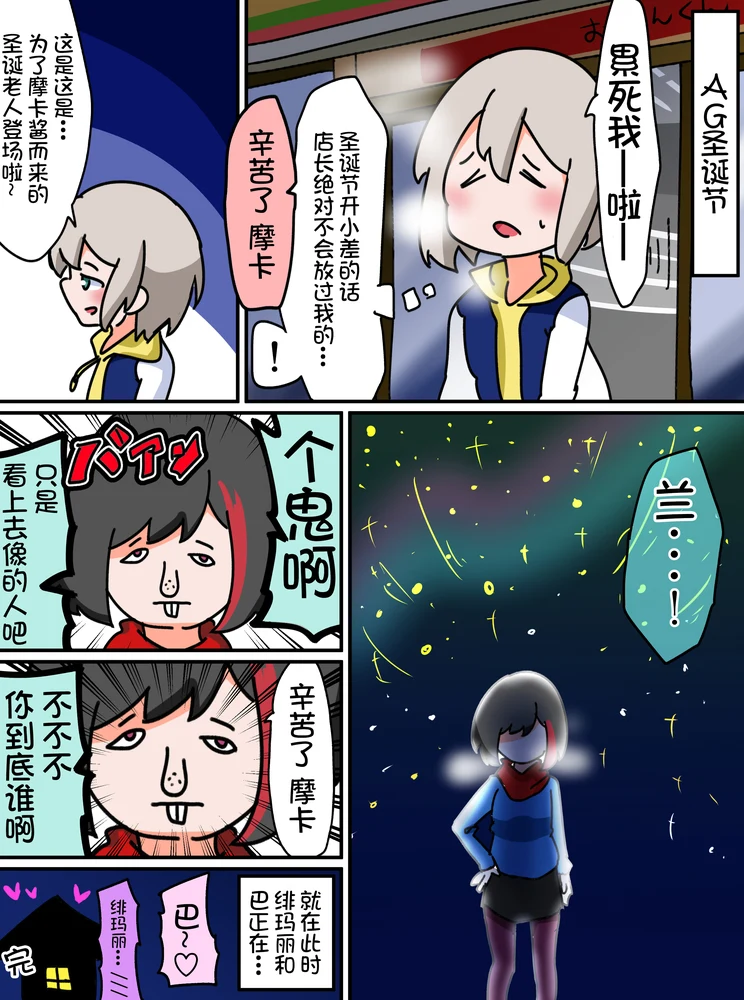 AG圣诞节
累死我—啦—
圣诞节开小差的话
店长绝对不会放过我的…
辛苦了 摩卡
!
这是这是…
为了摩卡酱而来的
圣诞老人登场啦~
兰…!
个鬼啊
バァァン
只是
看上去像的人吧
辛苦了 摩卡
不不不
你到底谁啊
就在此时
绯玛丽和
巴正在…
巴~♡
绯玛丽…
完